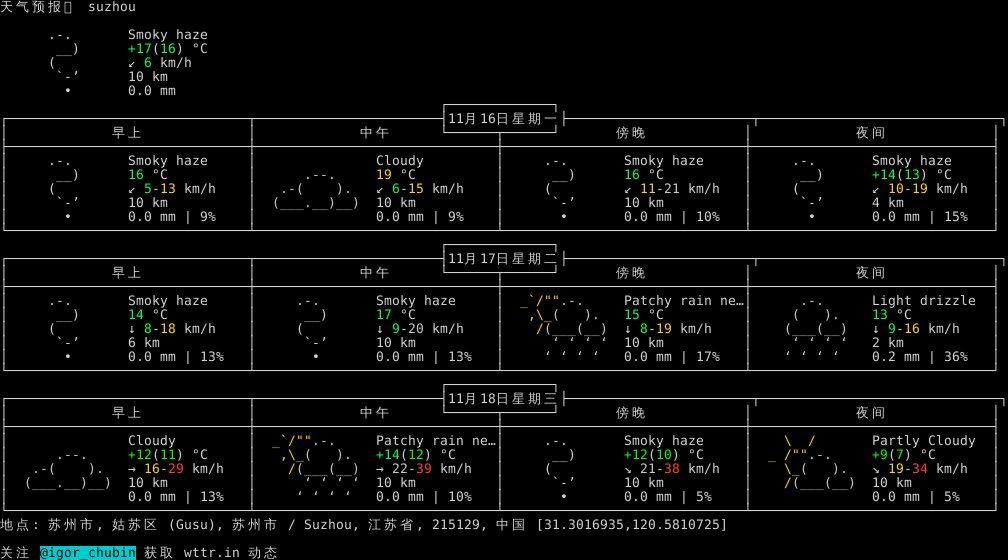 天气预报： suzhou
Smoky haze
+17(16) °C
↙ 6 km/h
10 km
0.0 mm
11月16日星期一
早上 中午 傍晚 夜间
Smoky haze Cloudy Smoky haze Smoky haze
16 °C 19 °C 16 °C +14(13) °C
↙ 5-13 km/h ↙ 6-15 km/h ↙ 11-21 km/h ↙ 10-19 km/h
10 km 10 km 10 km 4 km
0.0 mm | 9% 0.0 mm | 9% 0.0 mm | 10% 0.0 mm | 15%
11月17日星期二
早上 中午 傍晚 夜间
Smoky haze Smoky haze Patchy rain ne… Light drizzle
14 °C 17 °C 15 °C 13 °C
↓ 8-18 km/h ↓ 9-20 km/h ↓ 8-19 km/h ↓ 9-16 km/h
6 km 10 km 10 km 2 km
0.0 mm | 13% 0.0 mm | 13% 0.0 mm | 17% 0.2 mm | 36%
11月18日星期三
早上 中午 傍晚 夜间
Cloudy Patchy rain ne… Smoky haze Partly Cloudy
+12(11) °C +14(12) °C +12(10) °C +9(7) °C
→ 16-29 km/h → 22-39 km/h ↘ 21-38 km/h ↘ 19-34 km/h
10 km 10 km 10 km 10 km
0.0 mm | 13% 0.0 mm | 10% 0.0 mm | 5% 0.0 mm | 5%
地点: 苏州市, 姑苏区 (Gusu), 苏州市 / Suzhou, 江苏省, 215129, 中国 [31.3016935,120.5810725]
关注 @igor_chubin 获取 wttr.in 动态